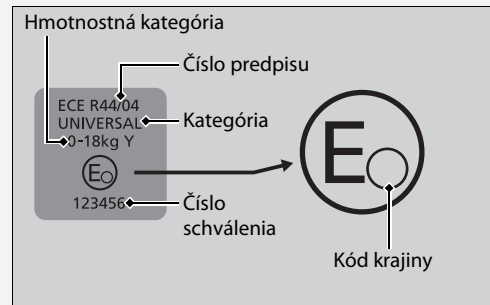 Hmotnostná kategória
Číslo predpisu
ECE R44/04
UNIVERSAL
Kategória
0-18kg Y
E
E
123456
Číslo
schválenia
Kód krajiny